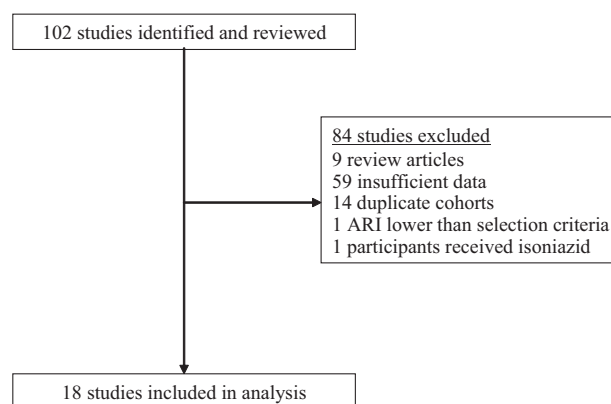 102 studies identified and reviewed
84 studies excluded
9 review articles
59 insufficient data
14 duplicate cohorts
1 ARI lower than selection criteria
1 participants received isoniazid
18 studies included in analysis